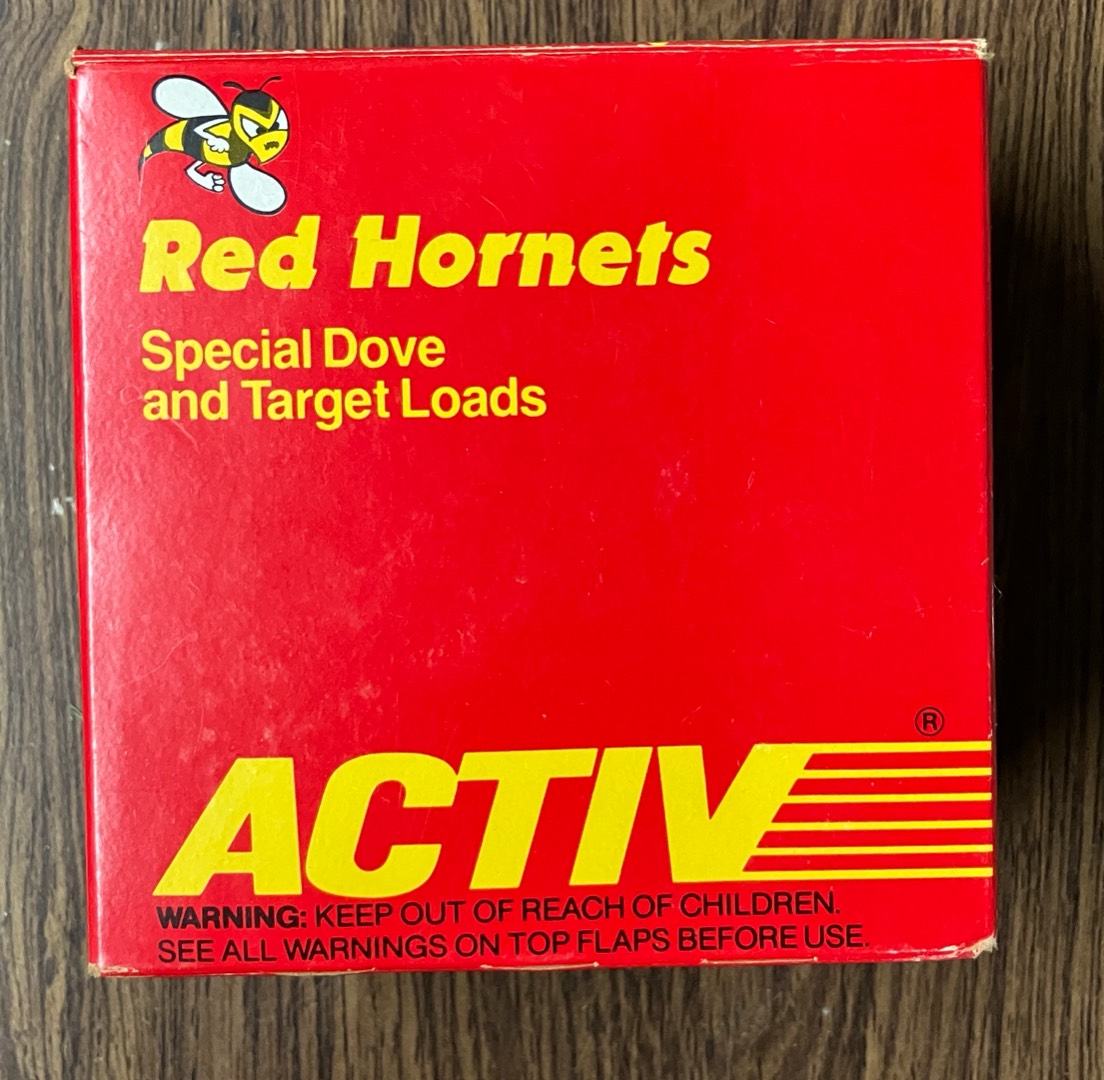 Red Hornets
Special Dove
and Target Loads
®
ACTIV
WARNING: KEEP OUT OF REACH OF CHILDREN.
SEE ALL WARNINGS ON TOP FLAPS BEFORE USE.